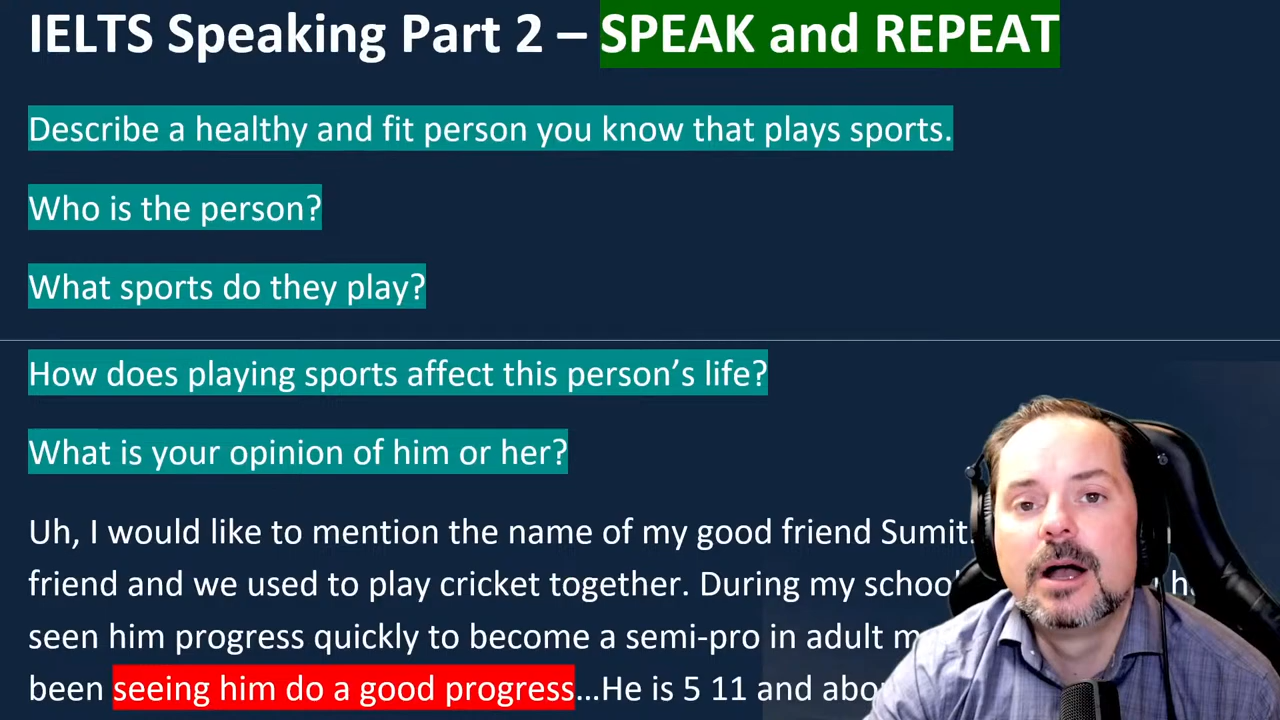 IELTS Speaking Part 2 – SPEAK and REPEAT
Describe a healthy and fit person you know that plays sports.
Who is the person?
What sports do they play?
How does playing sports affect this person’s life?
What is your opinion of him or her?
Uh, I would like to mention the name of my good friend Sumit.
friend and we used to play cricket together. During my school
seen him progress quickly to become a semi-pro in adult
been seeing him do a good progress…He is 5 11 and